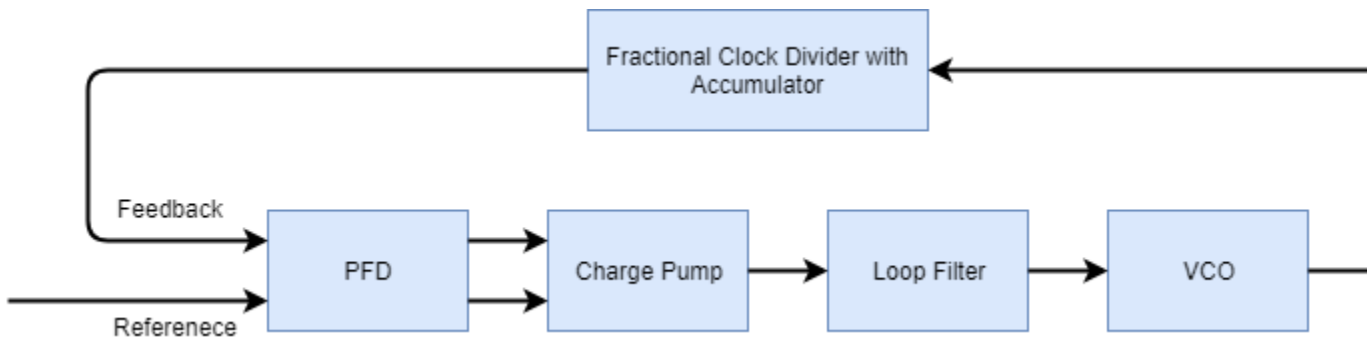 Fractional Clock Divider with
Accumulator
Feedback
PFD
Charge Pump
Loop Filter
VCO
Referenece